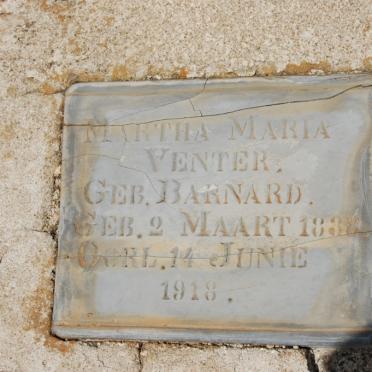 MARTHA MARIA
VENTER.
GEB. BARNARD.
GEB. 2 MAART
OORL. 14 JUNIE
1918.